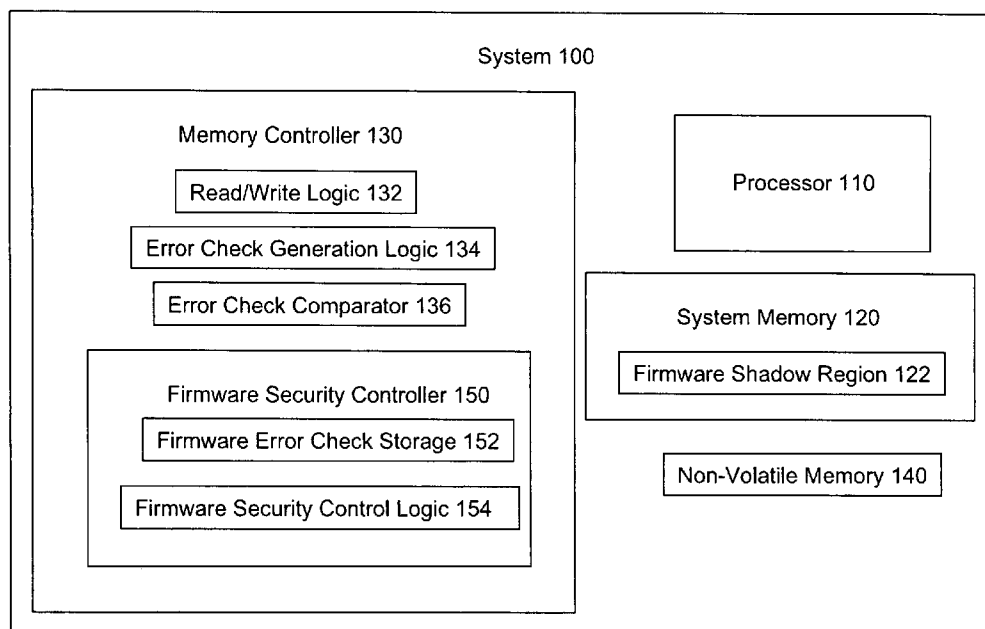 System 100
Memory Controller 130
Read/Write Logic 132
Error Check Generation Logic 134
Error Check Comparator 136
Firmware Security Controller 150
Firmware Error Check Storage 152
Firmware Security Control Logic 154
Processor 110
System Memory 120
Firmware Shadow Region 122
Non-Volatile Memory 140